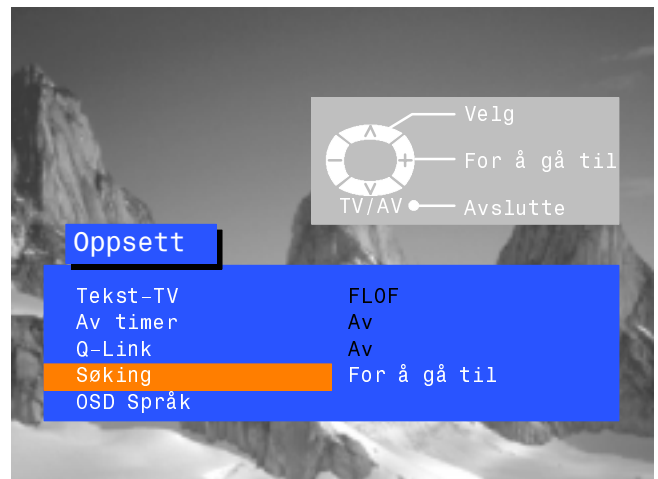 Velg
For å gå til
TV/AV Avslutte
Oppsett
Tekst-TV FLOF
Av timer Av
Q-Link Av
Søking For å gå til
OSD Språk